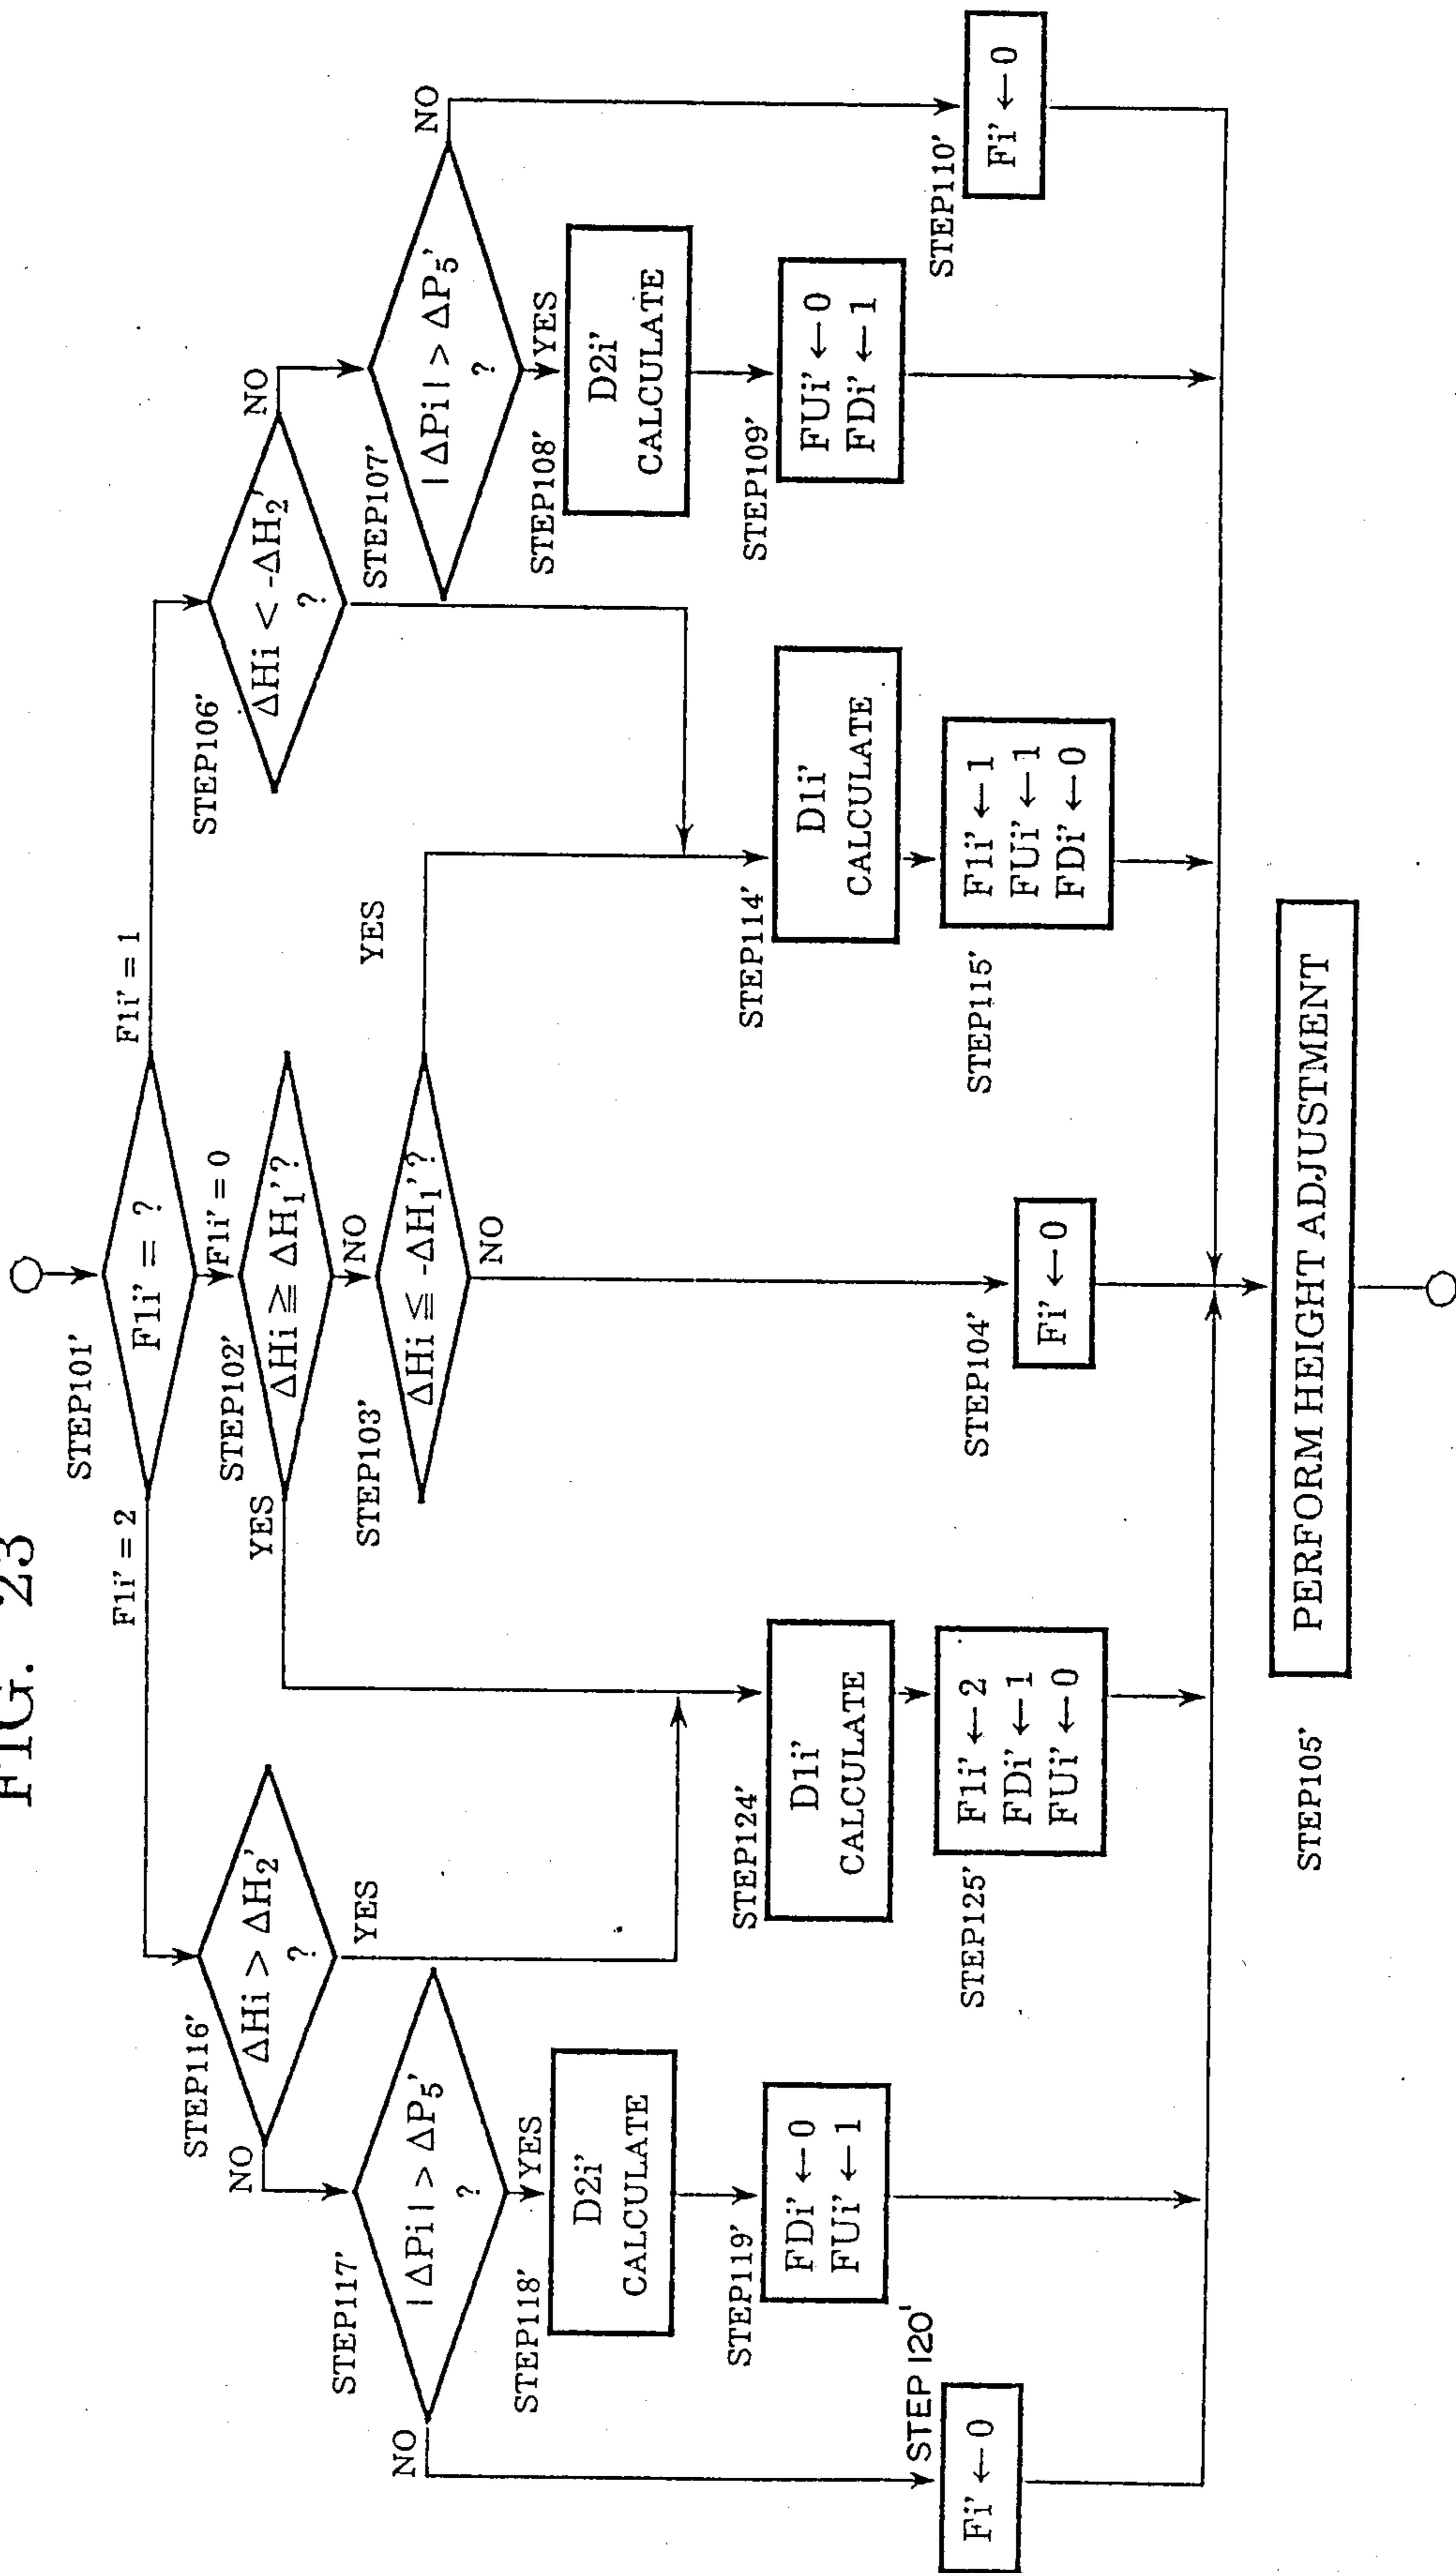 FIG. 23
STEP101'
F1i' = ?
F1i' = 2
F1i' = 1
F1i' = 0
STEP102'
ΔHi ≧ ΔH₁' ?
YES
NO
STEP103'
ΔHi ≦ -ΔH₁' ?
YES
NO
STEP116'
ΔHi > ΔH₂'
?
NO
YES
STEP106'
ΔHi < -ΔH₂'
?
NO
STEP117'
|ΔPi| > ΔP₅'
?
NO
YES
STEP107'
|ΔPi| > ΔP₅'
?
NO
YES
STEP118'
D2i'
CALCULATE
STEP108'
D2i'
CALCULATE
STEP119'
FDi' ← 0
FUi' ← 1
STEP124'
D1i'
CALCULATE
STEP114'
D1i'
CALCULATE
STEP109'
FUi' ← 0
FDi' ← 1
STEP 120'
Fi' ← 0
STEP125'
F1i' ← 2
FDi' ← 1
FUi' ← 0
STEP104'
Fi' ← 0
STEP115'
F1i' ← 1
FUi' ← 1
FDi' ← 0
STEP110'
Fi' ← 0
STEP105'
PERFORM HEIGHT ADJUSTMENT